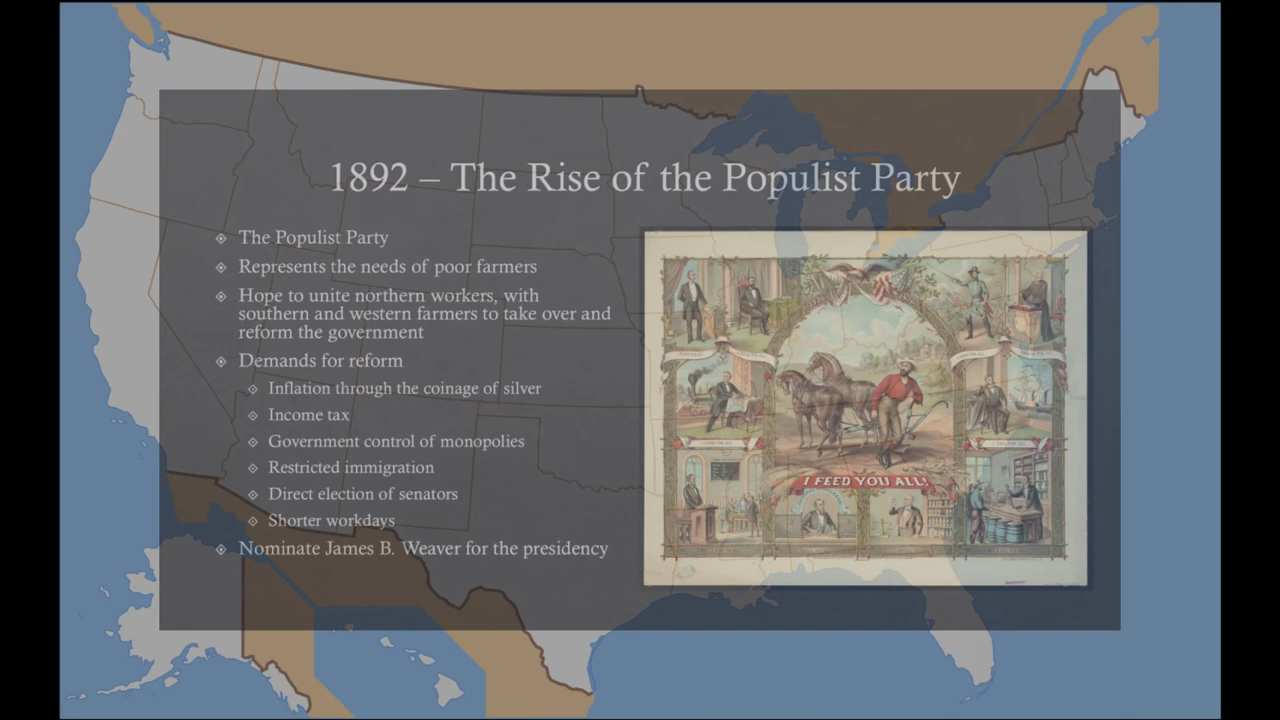 1892 – The Rise of the Populist Party
The Populist Party
Represents the needs of poor farmers
Hope to unite northern workers, with
southern and western farmers to take over and
reform the government
Demands for reform
Inflation through the coinage of silver
Income tax
Government control of monopolies
Restricted immigration
Direct election of senators
Shorter workdays
Nominate James B. Weaver for the presidency
I FEED YOU ALL!